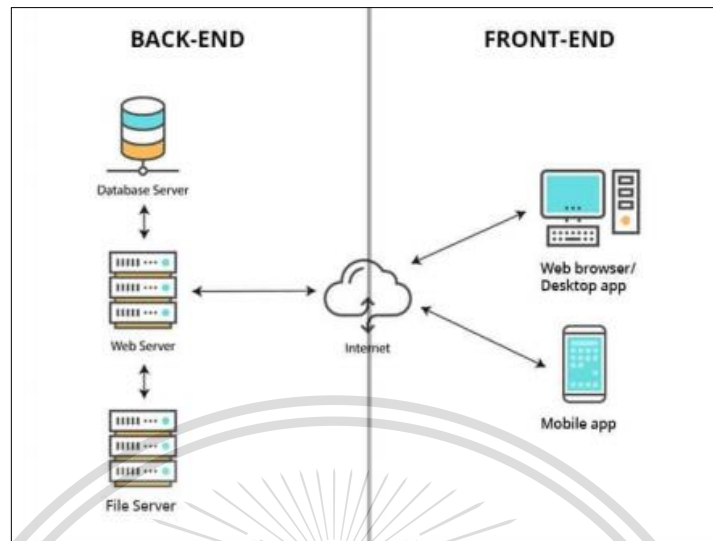 BACK-END
FRONT-END
Database Server
Web Server
File Server
Internet
Web browser/
Desktop app
Mobile app